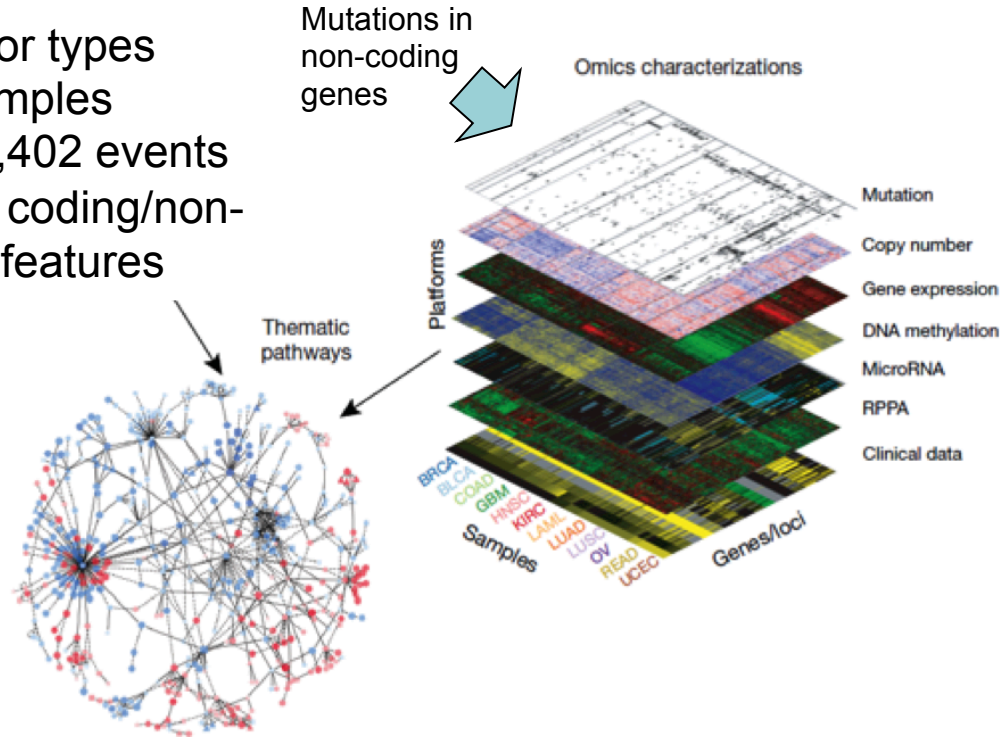 or types
mples
,402 events
coding/non-
features
Mutations in
non-coding
genes
Omics characterizations
Mutation
Copy number
Gene expression
DNA methylation
MicroRNA
RPPA
Clinical data
Platforms
Thematic
pathways
BRCA
BLCA
COAD
GBM
HNSC
KIRC
LAML
LUAD
LUSC
OV
READ
UCEC
Samples
Genes/loci